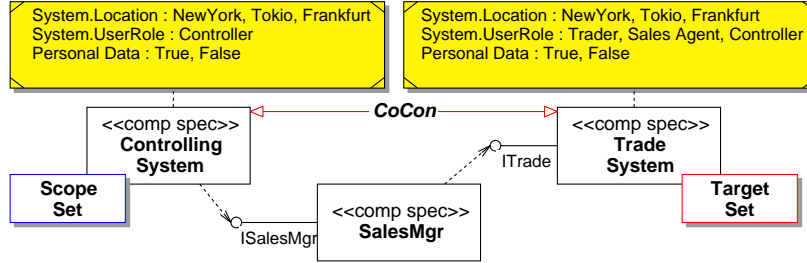 System.Location : NewYork, Tokio, Frankfurt
System.UserRole : Controller
Personal Data : True, False
System.Location : NewYork, Tokio, Frankfurt
System.UserRole : Trader, Sales Agent, Controller
Personal Data : True, False
CoCon
<<comp spec>>
Controlling
System
<<comp spec>>
Trade
System
ITrade
Scope
Set
Target
Set
<<comp spec>>
SalesMgr
ISalesMgr